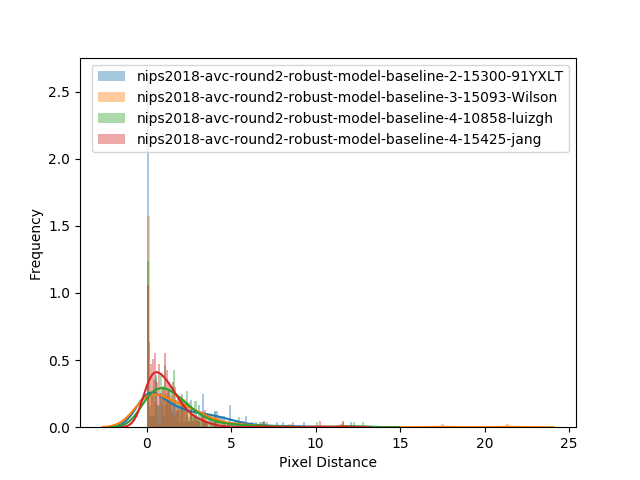 nips2018-avc-round2-robust-model-baseline-2-15300-91YXLT
nips2018-avc-round2-robust-model-baseline-3-15093-Wilson
nips2018-avc-round2-robust-model-baseline-4-10858-luizgh
nips2018-avc-round2-robust-model-baseline-4-15425-jang
2.5
2.0
1.5
1.0
0.5
0.0
Frequency
0 5 10 15 20 25
Pixel Distance